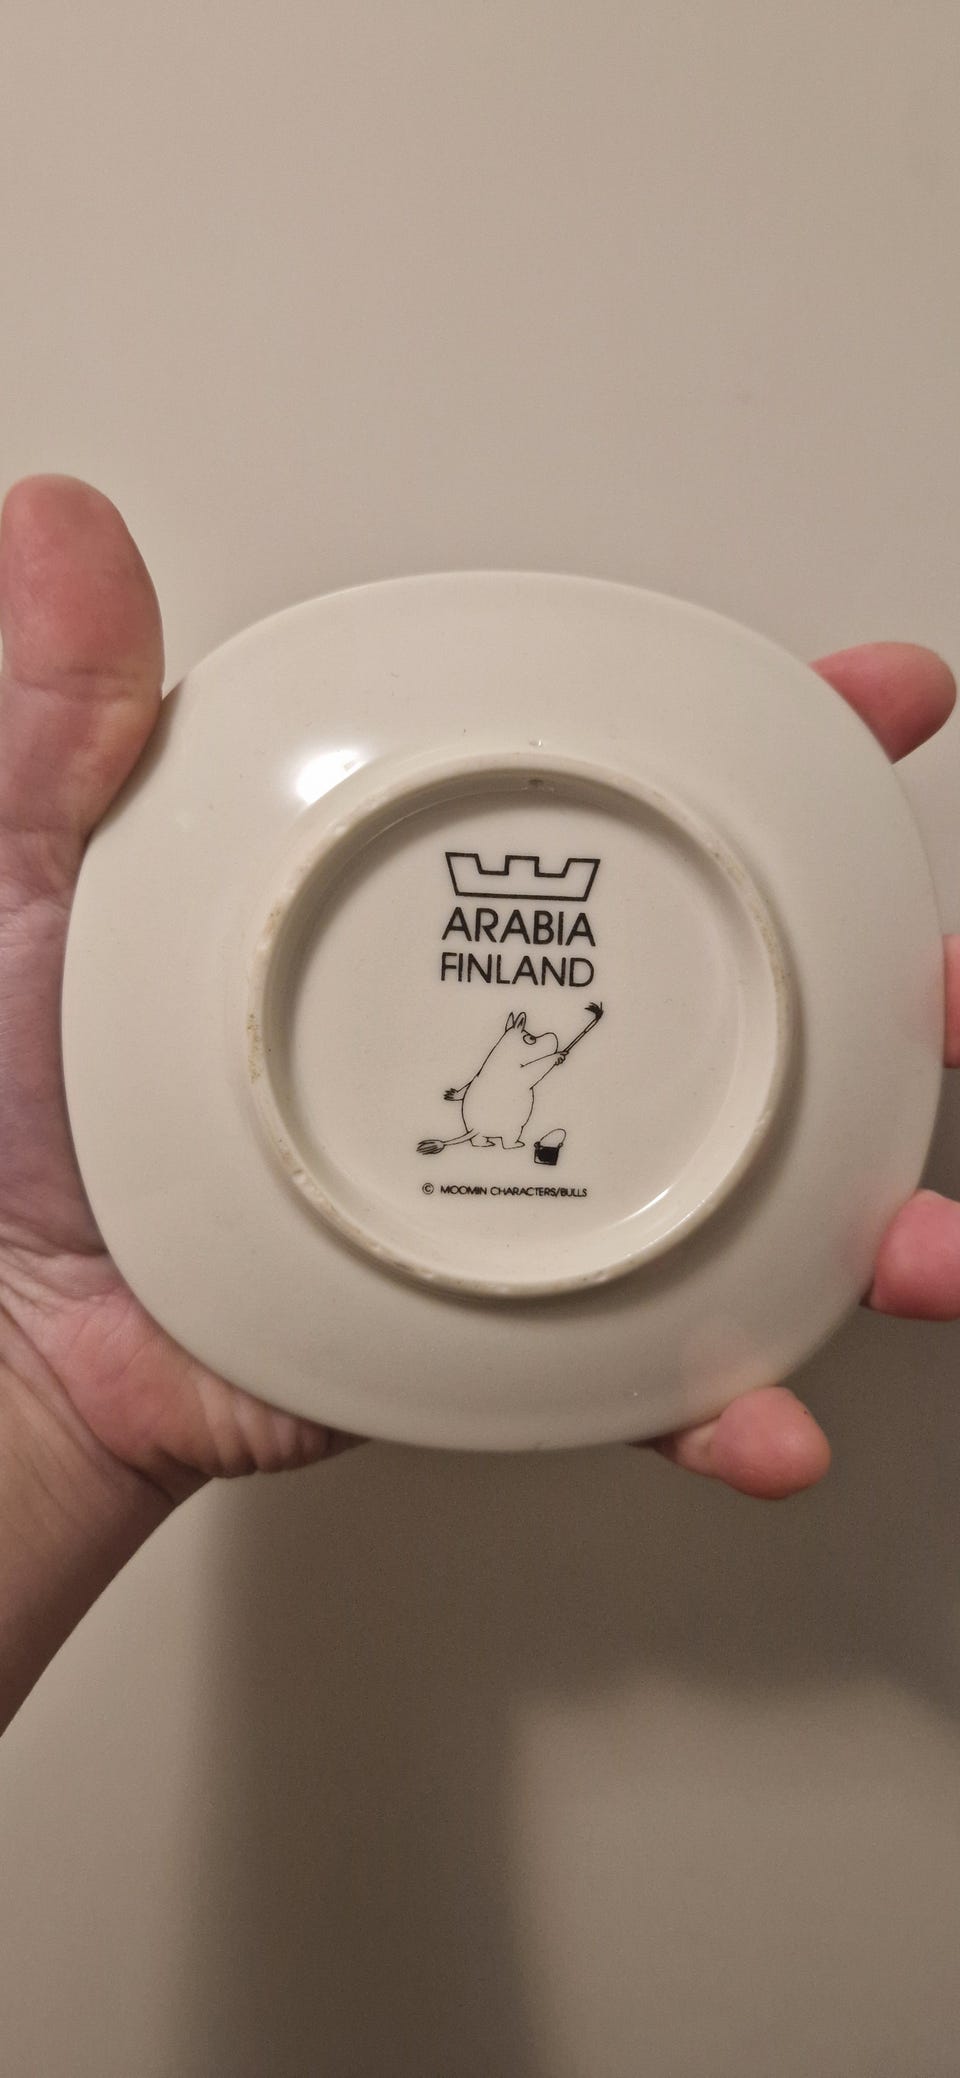 ARABIA
FINLAND
© MOOMIN CHARACTERS/BULLS